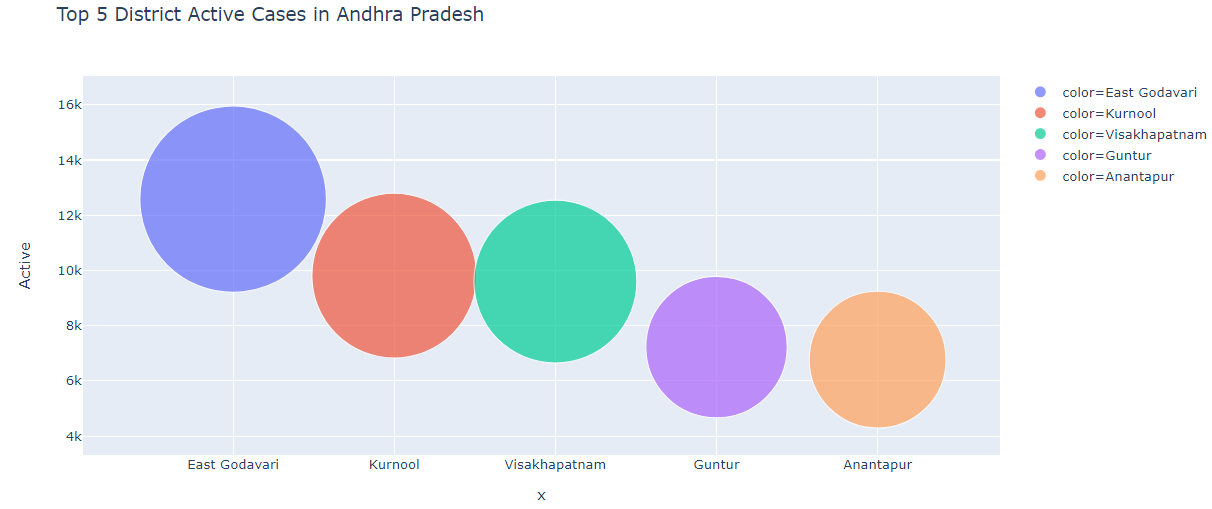 Top 5 District Active Cases in Andhra Pradesh
color=East Godavari
color=Kurnool
color=Visakhapatnam
color=Guntur
color=Anantapur
Active
16k
14k
12k
10k
8k
6k
4k
East Godavari Kurnool Visakhapatnam Guntur Anantapur
x